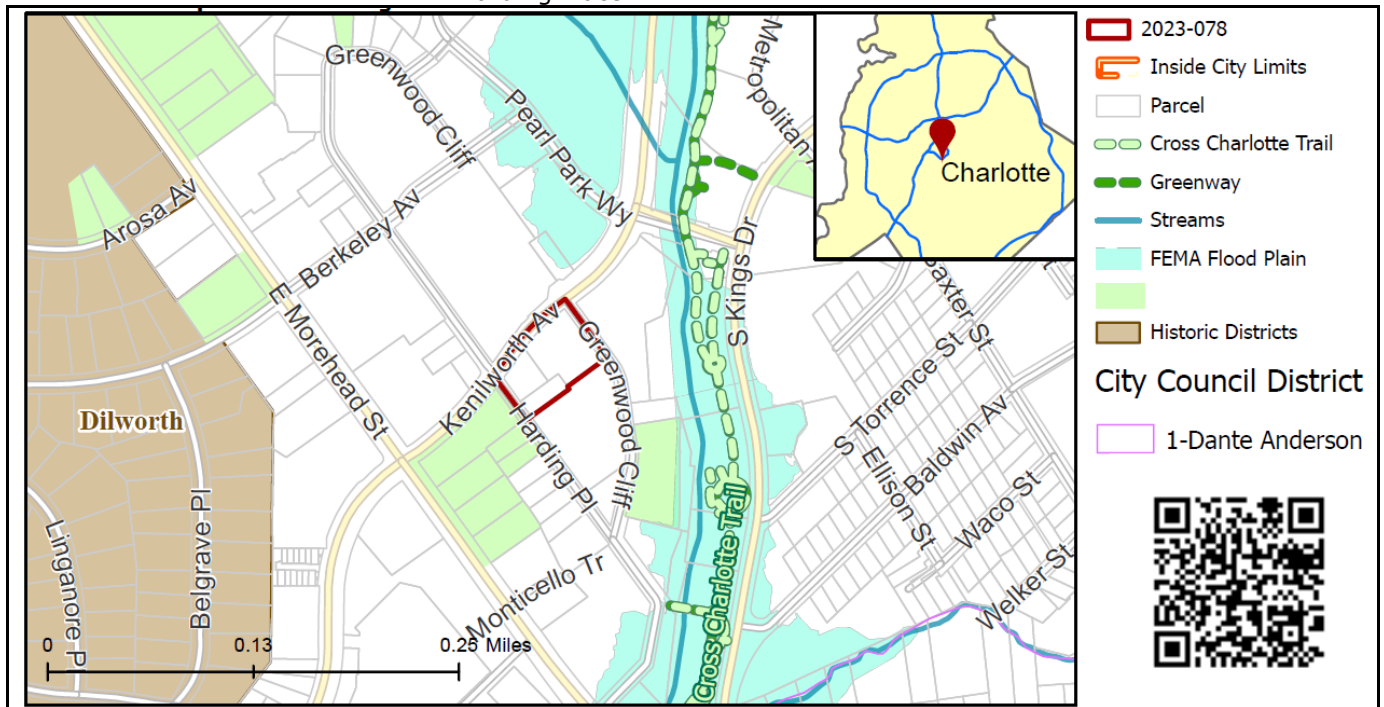 Greenwood Cliff
Pearl Park Wy
Metropolitan A
Arosa Av
Berkeley Av
E Morehead St
Kenilworth Av
Greenwood Cliff
S Kings Dr
Baxter St
S Torrence St
Ellison St
Baldwin Av
Waco St
Welker St
Dilworth
Harding Pl
Belgrave Pl
Linganore Pl
Monticello Tr
Cross Charlotte Trail
0
0.13
0.25 Miles
Charlotte
2023-078
Inside City Limits
Parcel
Cross Charlotte Trail
Greenway
Streams
FEMA Flood Plain
Historic Districts
City Council District
1-Dante Anderson